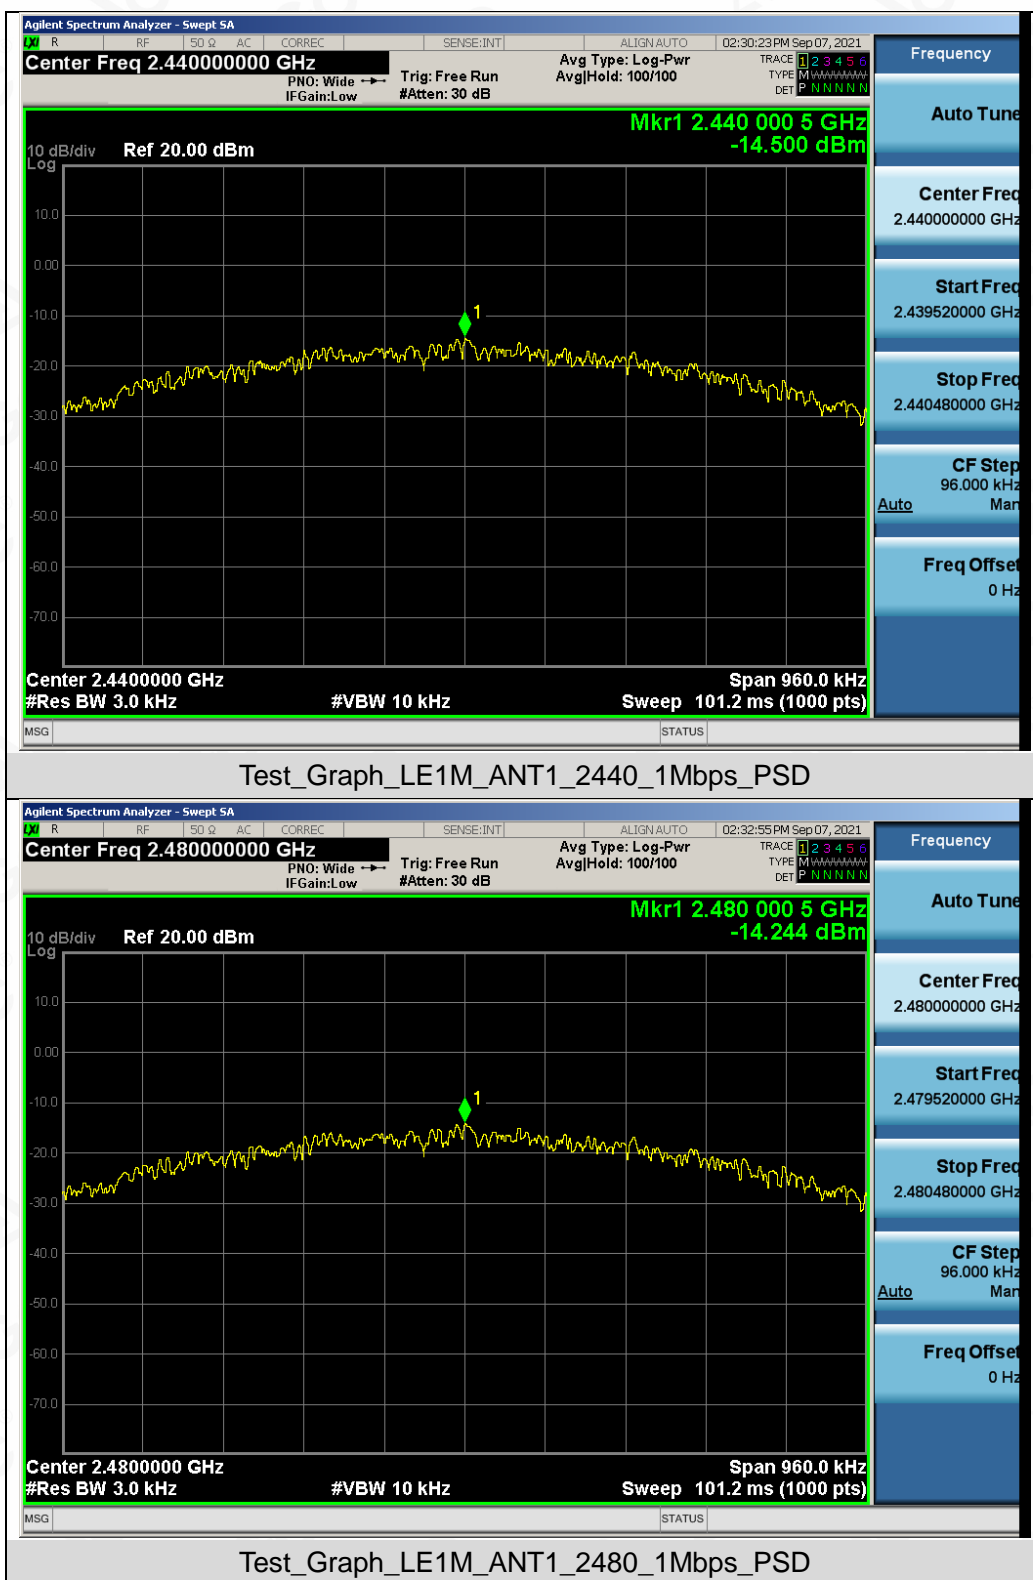 Agilent Spectrum Analyzer - Swept SA
LXI R RF 50 Ω AC CORREC SENSE:INT ALIGN AUTO 02:30:23 PM Sep 07, 2021
Center Freq 2.440000000 GHz
PNO: Wide
IFGain:Low
Trig: Free Run
#Atten: 30 dB
Avg Type: Log-Pwr
Avg|Hold: 100/100
TRACE 1 2 3 4 5 6
TYPE M WWWWW
DET P N N N N N
Mkr1 2.440 000 5 GHz
-14.500 dBm
10 dB/div Ref 20.00 dBm
Log
10.0
0.00
-10.0
1
-20.0
-30.0
-40.0
-50.0
-60.0
-70.0
Center 2.4400000 GHz Span 960.0 kHz
#Res BW 3.0 kHz #VBW 10 kHz Sweep 101.2 ms (1000 pts)
MSG STATUS
Frequency
Auto Tune
Center Freq
2.440000000 GHz
Start Freq
2.439520000 GHz
Stop Freq
2.440480000 GHz
CF Step
96.000 kHz
Auto Man
Freq Offset
0 Hz
Test_Graph_LE1M_ANT1_2440_1Mbps_PSD
Agilent Spectrum Analyzer - Swept SA
LXI R RF 50 Ω AC CORREC SENSE:INT ALIGN AUTO 02:32:55 PM Sep 07, 2021
Center Freq 2.480000000 GHz
PNO: Wide
IFGain:Low
Trig: Free Run
#Atten: 30 dB
Avg Type: Log-Pwr
Avg|Hold: 100/100
TRACE 1 2 3 4 5 6
TYPE M WWWWW
DET P N N N N N
Mkr1 2.480 000 5 GHz
-14.244 dBm
10 dB/div Ref 20.00 dBm
Log
10.0
0.00
-10.0
1
-20.0
-30.0
-40.0
-50.0
-60.0
-70.0
Center 2.4800000 GHz Span 960.0 kHz
#Res BW 3.0 kHz #VBW 10 kHz Sweep 101.2 ms (1000 pts)
MSG STATUS
Frequency
Auto Tune
Center Freq
2.480000000 GHz
Start Freq
2.479520000 GHz
Stop Freq
2.480480000 GHz
CF Step
96.000 kHz
Auto Man
Freq Offset
0 Hz
Test_Graph_LE1M_ANT1_2480_1Mbps_PSD